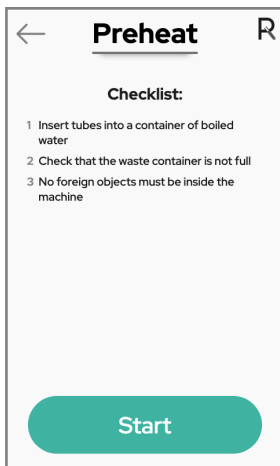 Preheat
R
Checklist:
1 Insert tubes into a container of boiled
water
2 Check that the waste container is not full
3 No foreign objects must be inside the
machine
Start